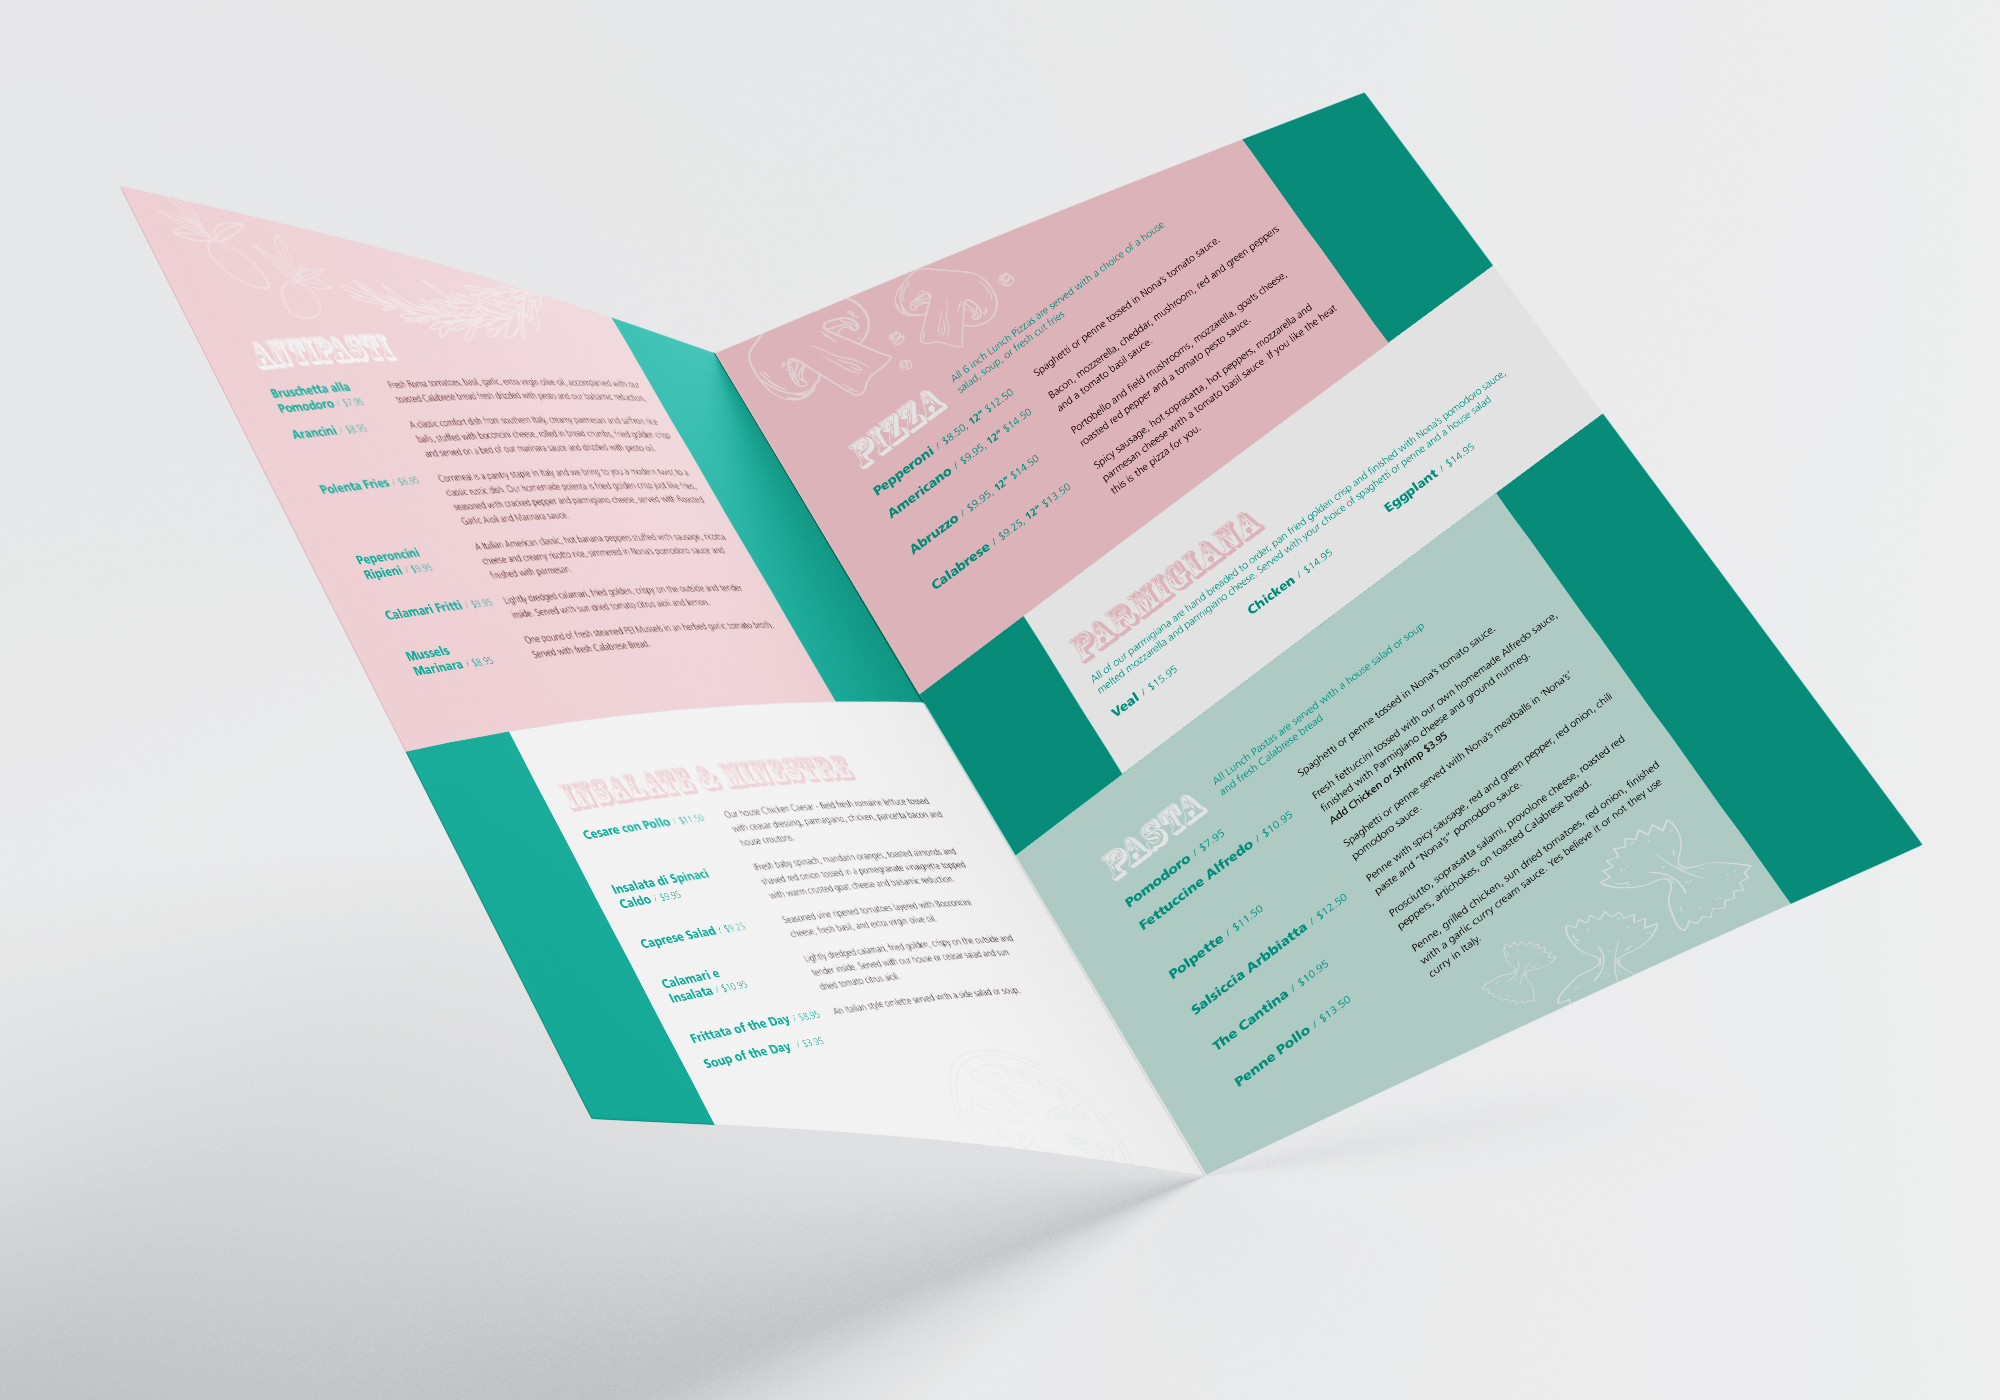 ANTIPASTI
Bruschetta alla
Pomodoro / $7.95
Fresh Roma tomatoes, basil, garlic, extra virgin olive oil, accompanied with our
toasted Calabrese bread fresh drizzled with pesto and our balsamic reduction.
Arancini / $8.95
A classic comfort dish from southern Italy, creamy parmesan and saffron rice
balls, stuffed with bocconcini cheese, rolled in bread crumbs, fried golden crisp
and served on a bed of our marinara sauce and drizzled with pesto oil.
Polenta Fries / $6.95
Cornmeal is a pantry staple in Italy and we bring to you a modern twist to a
classic rustic dish. Our homemade polenta is fried golden crisp just like fries,
seasoned with cracked pepper and parmigiano cheese, served with Roasted
Garlic Aioli and Marinara sauce.
Peperoncini
Ripieni / $9.95
A Italian American classic, hot banana peppers stuffed with sausage, ricotta
cheese and creamy risotto rice, simmered in Nona's pomodoro sauce and
finished with parmesan.
Calamari Fritti / $9.95
Lightly dredged calamari, fried golden, crispy on the outside and tender
inside. Served with sun dried tomato citrus aioli and lemon.
Mussels
Marinara / $8.95
One pound of fresh steamed PEI Mussels in an herbed garlic tomato broth.
Served with fresh Calabrese Bread.
INSALATE & MINESTRE
Cesare con Pollo / $11.50
Our house Chicken Caesar - field fresh romaine lettuce tossed
with ceasar dressing, parmagiano, chicken, pancetta bacon and
house croutons.
Insalata di Spinaci
Caldo / $9.95
Fresh baby spinach, mandarin oranges, toasted almonds and
shaved red onion tossed in a pomegranate vinaigrette topped
with warm crusted goat cheese and balsamic reduction.
Caprese Salad / $9.25
Seasoned vine ripened tomatoes layered with Bocconcini
cheese, fresh basil, and extra virgin olive oil.
Calamari e
Insalata / $10.95
Lightly dredged calamari, fried golden, crispy on the outside and
tender inside. Served with our house or ceasar salad and sun
dried tomato citrus aioli.
Frittata of the Day / $8.95
An Italian style omlette served with a side salad or soup.
Soup of the Day / $3.95
PIZZA
All 6 inch Lunch Pizzas are served with a choice of a house
salad, soup, or fresh cut fries
Pepperoni / $8.50, 12" $12.50
Spaghetti or penne tossed in Nona's tomato sauce.
Americano / $9.95, 12" $14.50
Bacon, mozzerella, cheddar, mushroom, red and green peppers
and a tomato basil sauce.
Abruzzo / $9.95, 12" $14.50
Portobello and field mushrooms, mozzarella, goats cheese,
roasted red pepper and a tomato pesto sauce.
Calabrese / $9.25, 12" $13.50
Spicy sausage, hot soprasatta, hot peppers, mozzarella and
parmesan cheese with a tomato basil sauce. If you like the heat
this is the pizza for you.
PARMIGIANA
All of our parmigiana are hand breaded to order, pan fried golden crisp and finished with Nona's pomodoro sauce,
melted mozzarella and parmigiano cheese. Served with your choice of spaghetti or penne and a house salad
Veal / $15.95
Chicken / $14.95
Eggplant / $14.95
PASTA
All Lunch Pastas are served with a house salad or soup
and fresh Calabrese bread
Pomodoro / $7.95
Spaghetti or penne tossed in Nona's tomato sauce.
Fettuccine Alfredo / $10.95
Fresh fettuccini tossed with our own homemade Alfredo sauce,
finished with Parmigiano cheese and ground nutmeg.
Add Chicken or Shrimp $3.95
Polpette / $11.50
Spaghetti or penne served with Nona's meatballs in 'Nona's'
pomodoro sauce.
Salsiccia Arbbiatta / $12.50
Penne with spicy sausage, red and green pepper, red onion, chili
paste and "Nona's" pomodoro sauce.
The Cantina / $10.95
Prosciutto, soprasatta salami, provolone cheese, roasted red
peppers, artichokes, on toasted Calabrese bread.
Penne Pollo / $13.50
Penne, grilled chicken, sun dried tomatoes, red onion, finished
with a garlic curry cream sauce. Yes believe it or not they use
curry in Italy.